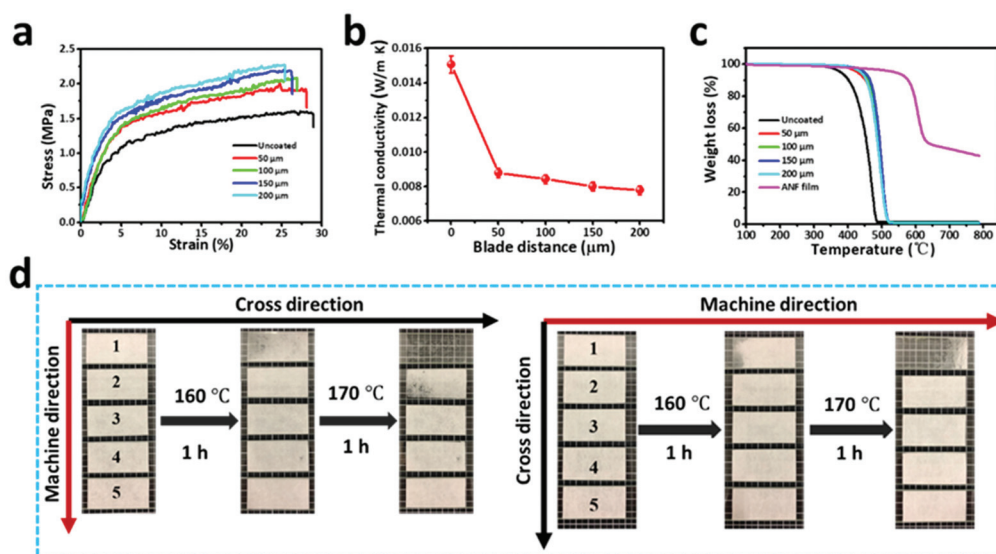 a
Stress (MPa)
2.5
2.0
1.5
1.0
0.5
0.0
Uncoated
50 μm
100 μm
150 μm
200 μm
0 5 10 15 20 25 30
Strain (%)
b
Thermal conductivity (W/m K)
0.016
0.014
0.012
0.010
0.008
0.006
0 50 100 150 200
Blade distance (μm)
c
Weight loss (%)
100
80
60
40
20
0
Uncoated
50 μm
100 μm
150 μm
200 μm
ANF film
100 200 300 400 500 600 700 800
Temperature (℃)
d
Cross direction
Machine direction
1
2
3
4
5
160 ℃
1 h
170 ℃
1 h
Machine direction
Cross direction
1
2
3
4
5
160 ℃
1 h
170 ℃
1 h